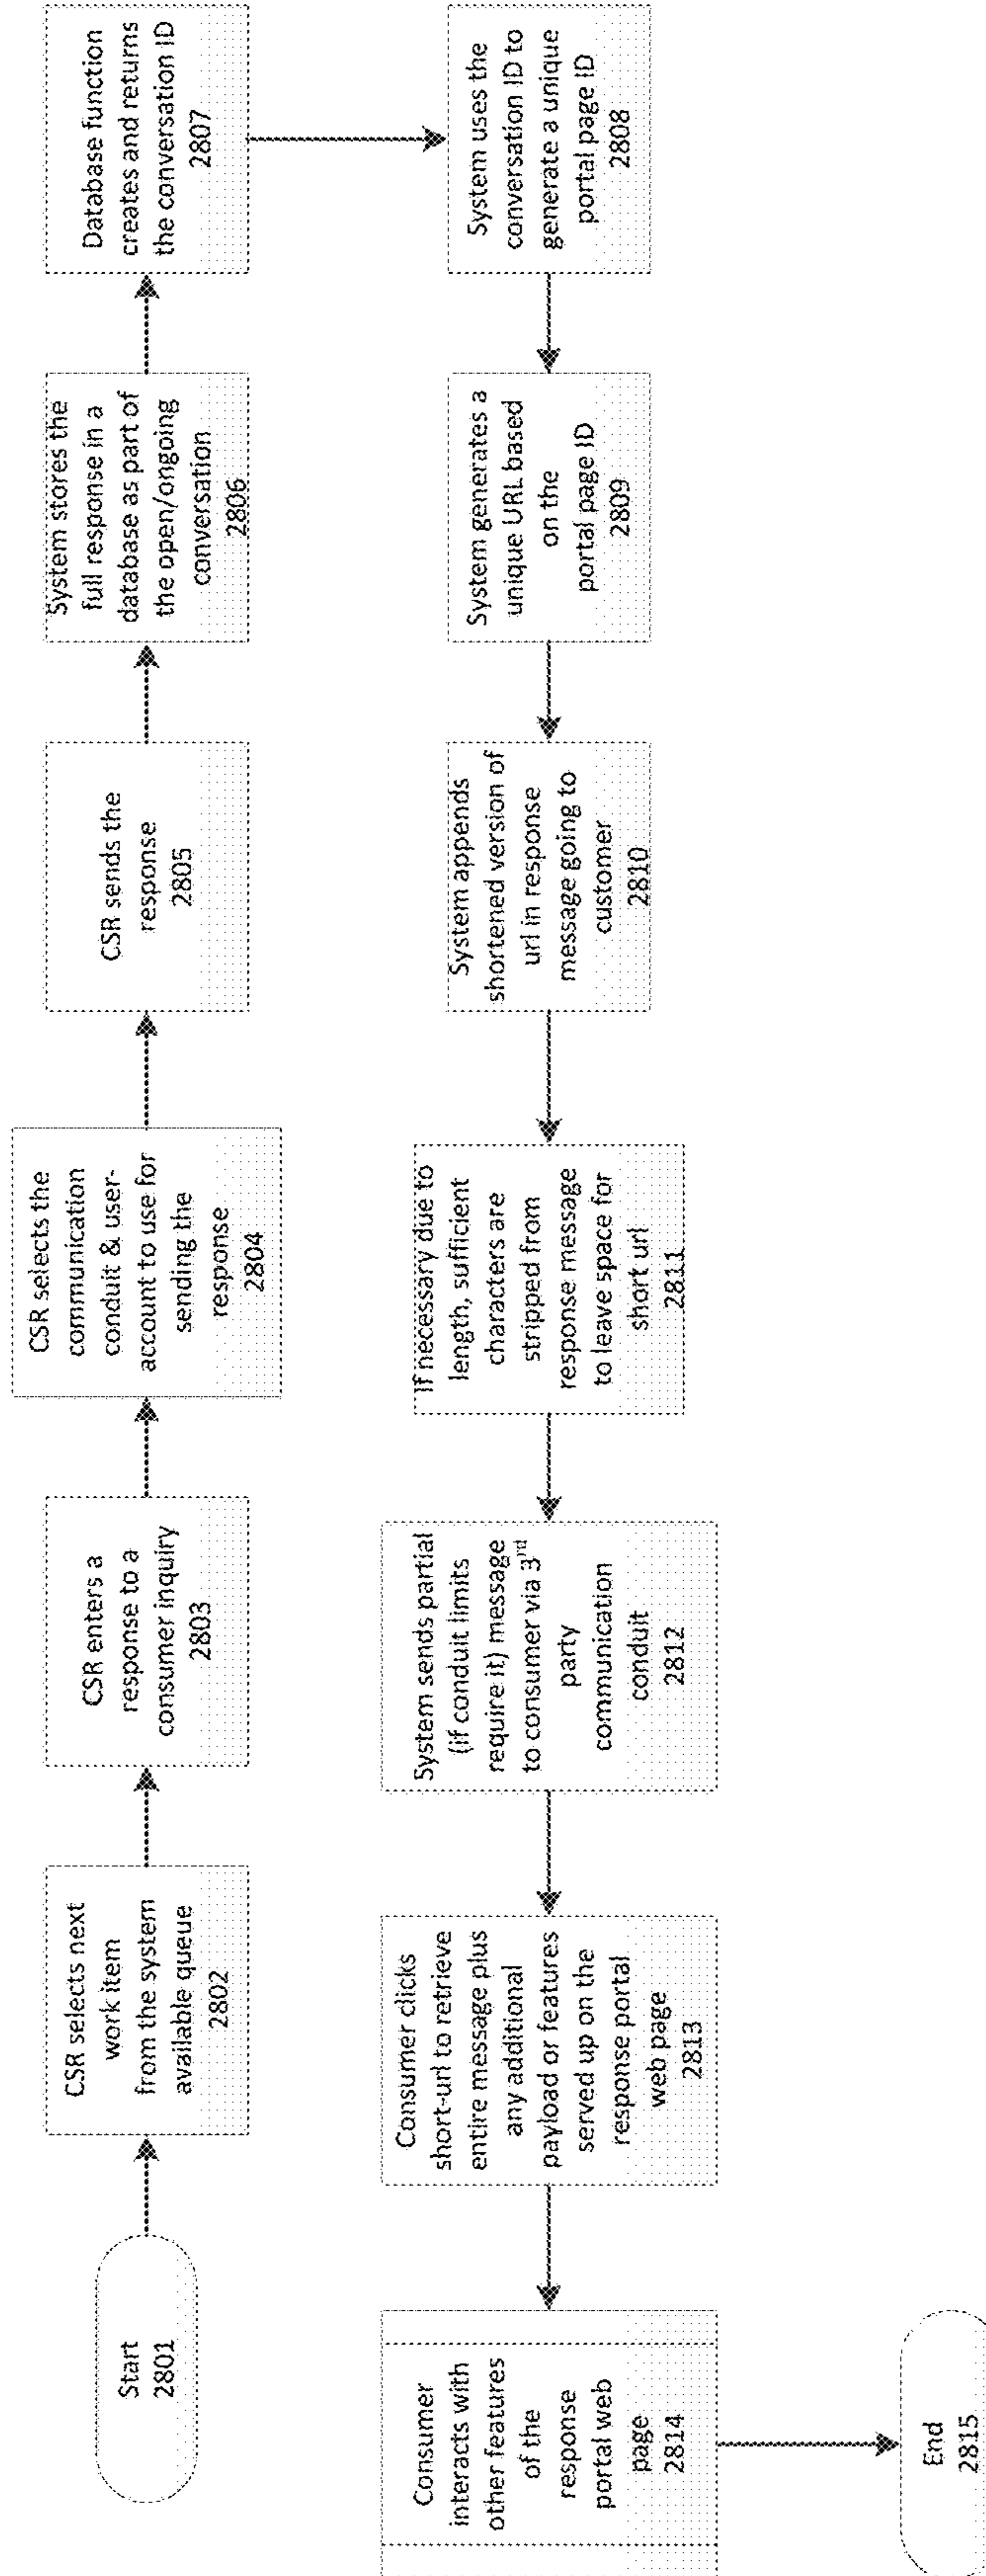 Start
2801
CSR selects next
work item
from the system
available queue
2802
CSR enters a
response to a
consumer inquiry
2803
CSR selects the
communication
conduit & user-
account to use for
sending the
response
2804
CSR sends the
response
2805
System stores the
full response in a
database as part of
the open/ongoing
conversation
2806
Database function
creates and returns
the conversation ID
2807
System uses the
conversation ID to
generate a unique
portal page ID
2808
System generates a
unique URL based
on the
portal page ID
2809
System appends
shortened version of
url in response
message going to
customer
2810
If necessary due to
length, sufficient
characters are
stripped from
response message
to leave space for
short url
2811
System sends partial
(if conduit limits
require it) message
to consumer via 3rd
party
communication
conduit
2812
Consumer clicks
short-url to retrieve
entire message plus
any additional
payload or features
served up on the
response portal
web page
2813
Consumer
interacts with
other features
of the
response
portal web
page
2814
End
2815